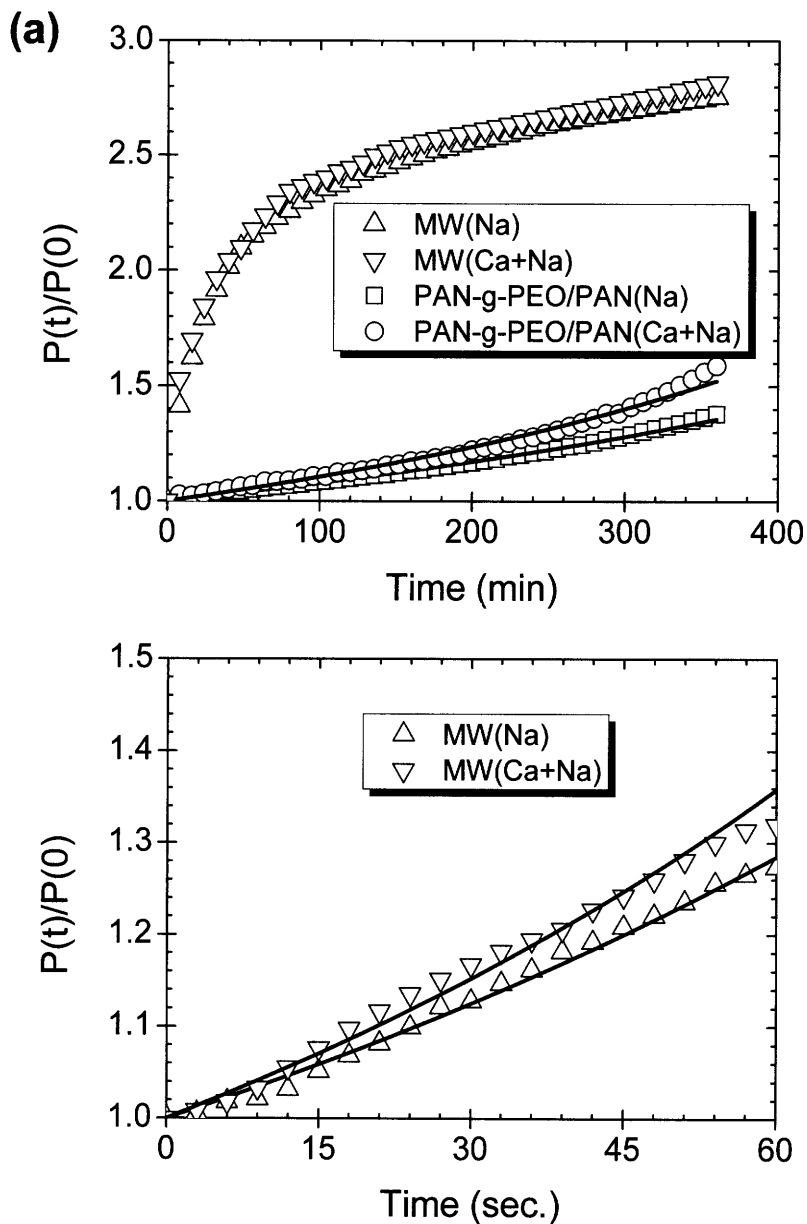 (a)
3.0
2.5
2.0
1.5
1.0
P(t)/P(0)
MW(Na)
MW(Ca+Na)
PAN-g-PEO/PAN(Na)
PAN-g-PEO/PAN(Ca+Na)
0 100 200 300 400
Time (min)
1.5
1.4
1.3
1.2
1.1
1.0
P(t)/P(0)
MW(Na)
MW(Ca+Na)
0 15 30 45 60
Time (sec.)